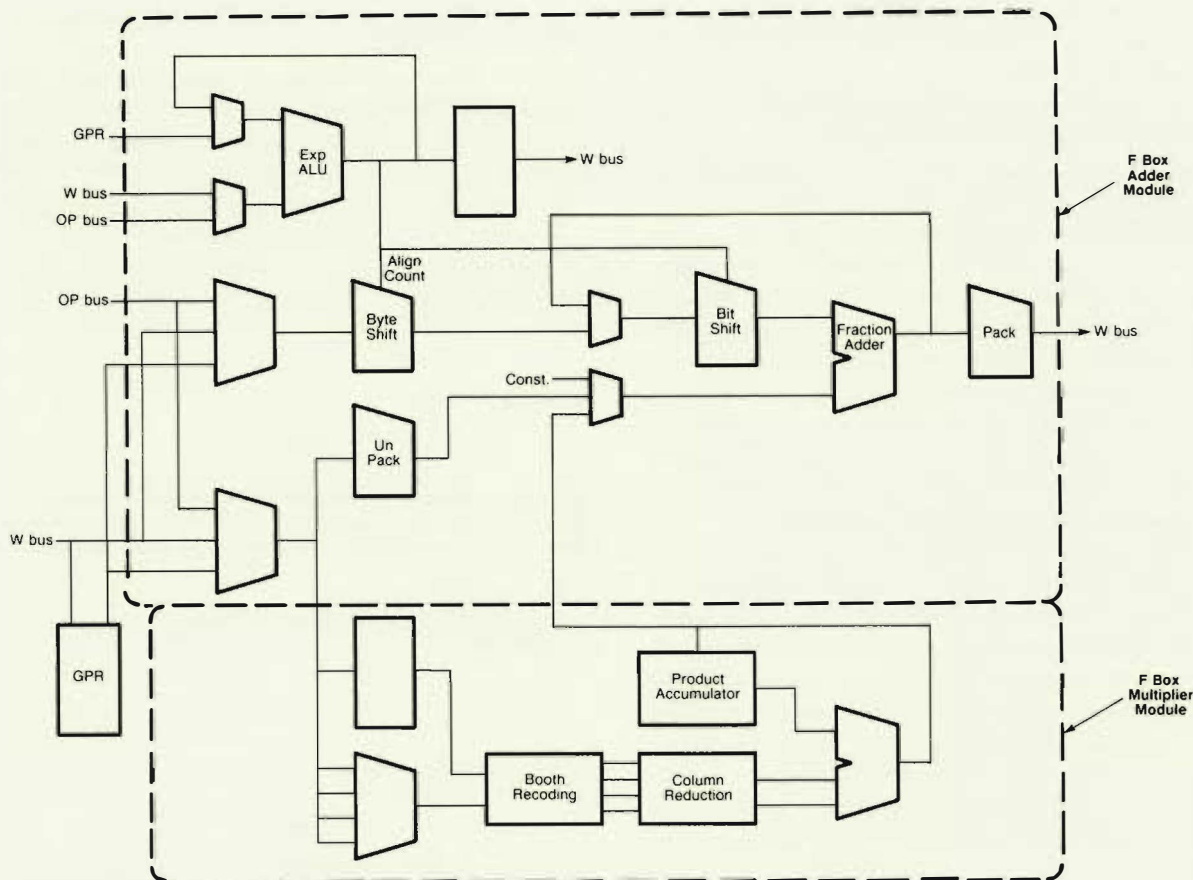 GPR
Exp
ALU
W bus
W bus
OP bus
F Box
Adder
Module
Align
Count
OP bus
Byte
Shift
Bit
Shift
Fraction
Adder
Pack
W bus
Const.
Un
Pack
W bus
GPR
Product
Accumulator
F Box
Multiplier
Module
Booth
Recoding
Column
Reduction